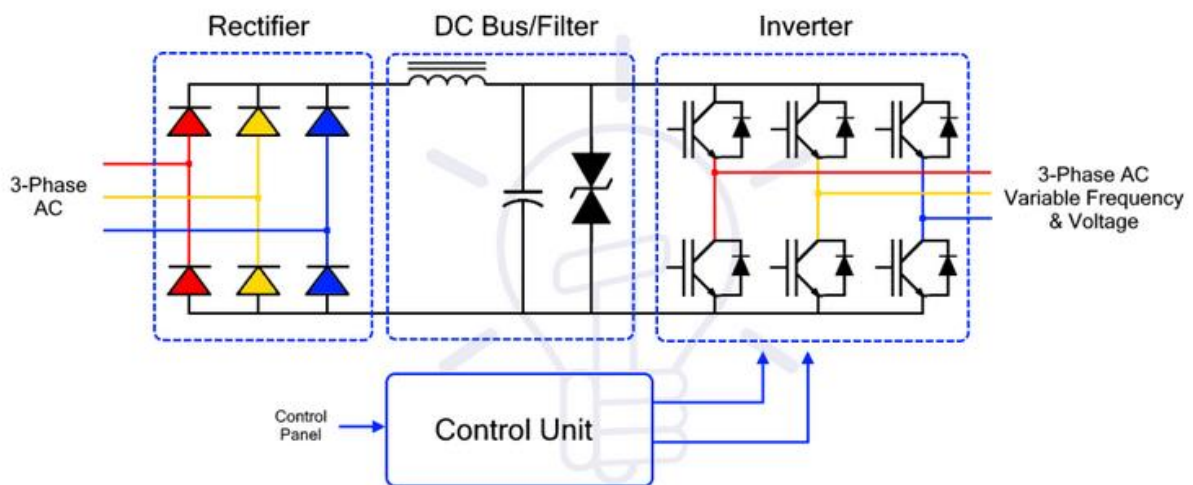 Rectifier
DC Bus/Filter
Inverter
3-Phase
AC
3-Phase AC
Variable Frequency
& Voltage
Control
Panel
Control Unit